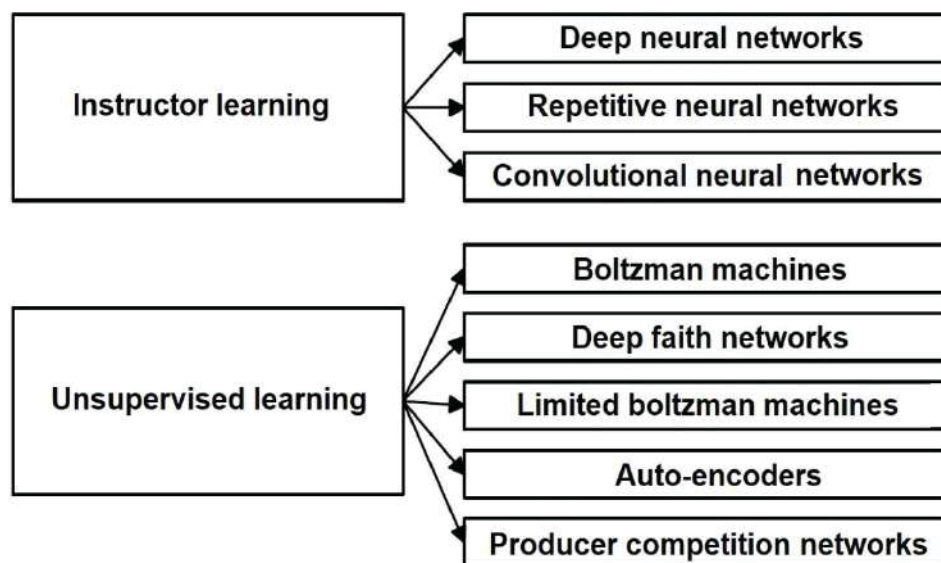 Instructor learning
Deep neural networks
Repetitive neural networks
Convolutional neural networks
Unsupervised learning
Boltzman machines
Deep faith networks
Limited boltzman machines
Auto-encoders
Producer competition networks